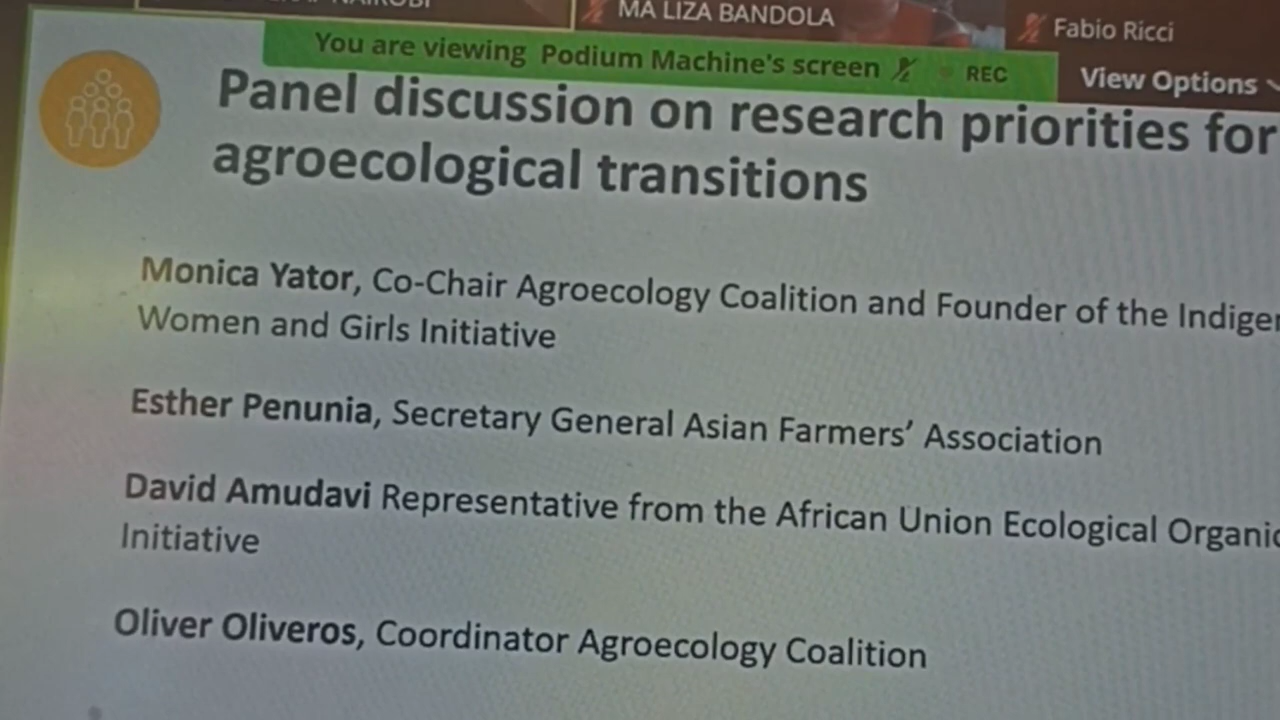 MA LIZA BANDOLA
Fabio Ricci
You are viewing Podium Machine's screen REC
View Options
Panel discussion on research priorities for
agroecological transitions
Monica Yator, Co-Chair Agroecology Coalition and Founder of the
Women and Girls Initiative
Esther Penunia, Secretary General Asian Farmers' Association
David Amudavi Representative from the African Union Ecological
Initiative
Oliver Oliveros, Coordinator Agroecology Coalition